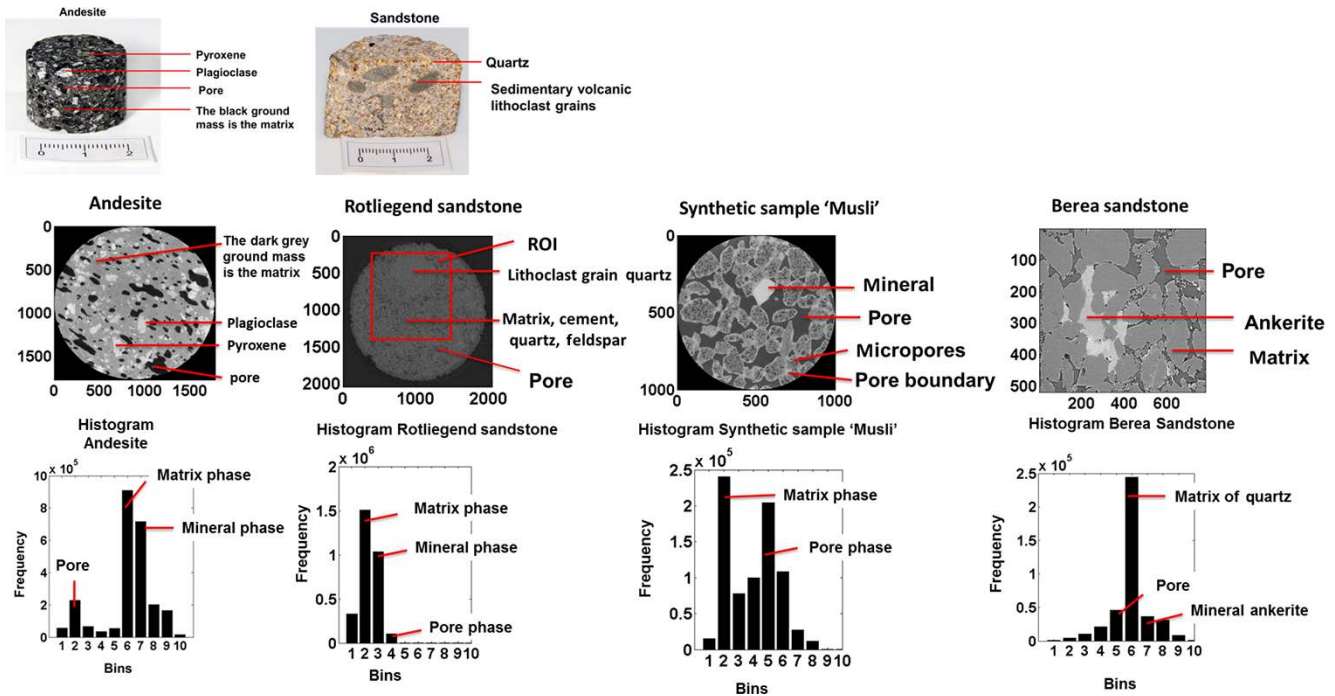 Andesite
Pyroxene
Plagioclase
Pore
The black ground
mass is the matrix
0 1 2
Sandstone
Quartz
Sedimentary volcanic
lithoclast grains
0 1 2
Andesite
0
500
1000
1500
500 1000 1500
The dark grey
ground mass
is the matrix
Plagioclase
Pyroxene
pore
Rotliegend sandstone
0
500
1000
1500
2000
0 1000 2000
ROI
Lithoclast grain quartz
Matrix, cement,
quartz, feldspar
Pore
Synthetic sample ‘Musli’
0
500
1000
0 500 1000
Mineral
Pore
Micropores
Pore boundary
Berea sandstone
100
200
300
400
500
200 400 600
Pore
Ankerite
Matrix
Histogram
Andesite
x 10⁵
10
8
6
4
2
0
Frequency
1 2 3 4 5 6 7 8 9 10
Bins
Pore
Matrix phase
Mineral phase
Histogram Rotliegend sandstone
x 10⁶
2
1.5
1
0.5
0
Frequency
1 2 3 4 5 6 7 8 9 10
Bins
Matrix phase
Mineral phase
Pore phase
Histogram Synthetic sample ‘Musli’
x 10⁵
2.5
2
1.5
1
0.5
0
Frequency
1 2 3 4 5 6 7 8 9 10
Bins
Matrix phase
Pore phase
Histogram Berea Sandstone
x 10⁵
2.5
2
1.5
1
0.5
0
Frequency
1 2 3 4 5 6 7 8 9 10
Bins
Matrix of quartz
Pore
Mineral ankerite